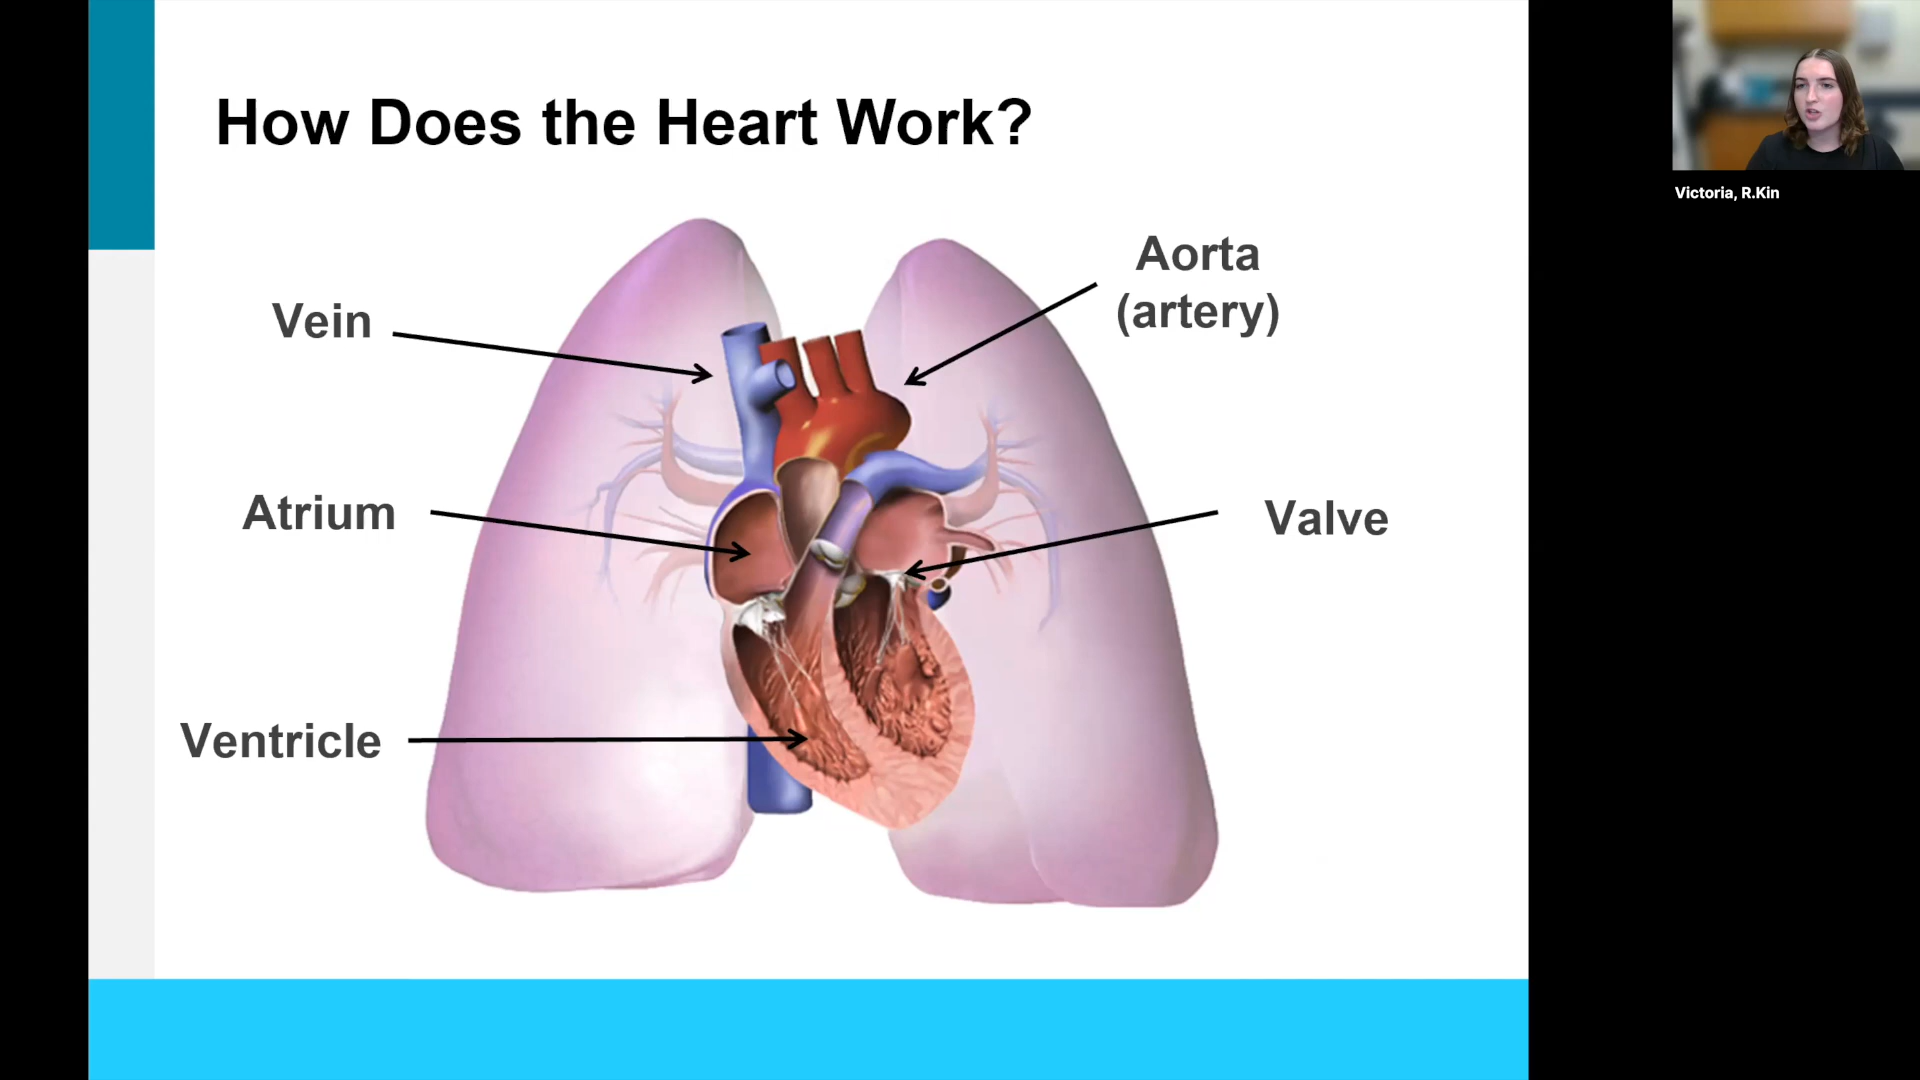 How Does the Heart Work?
Vein
Aorta
(artery)
Atrium
Valve
Ventricle
Victoria, R.Kin